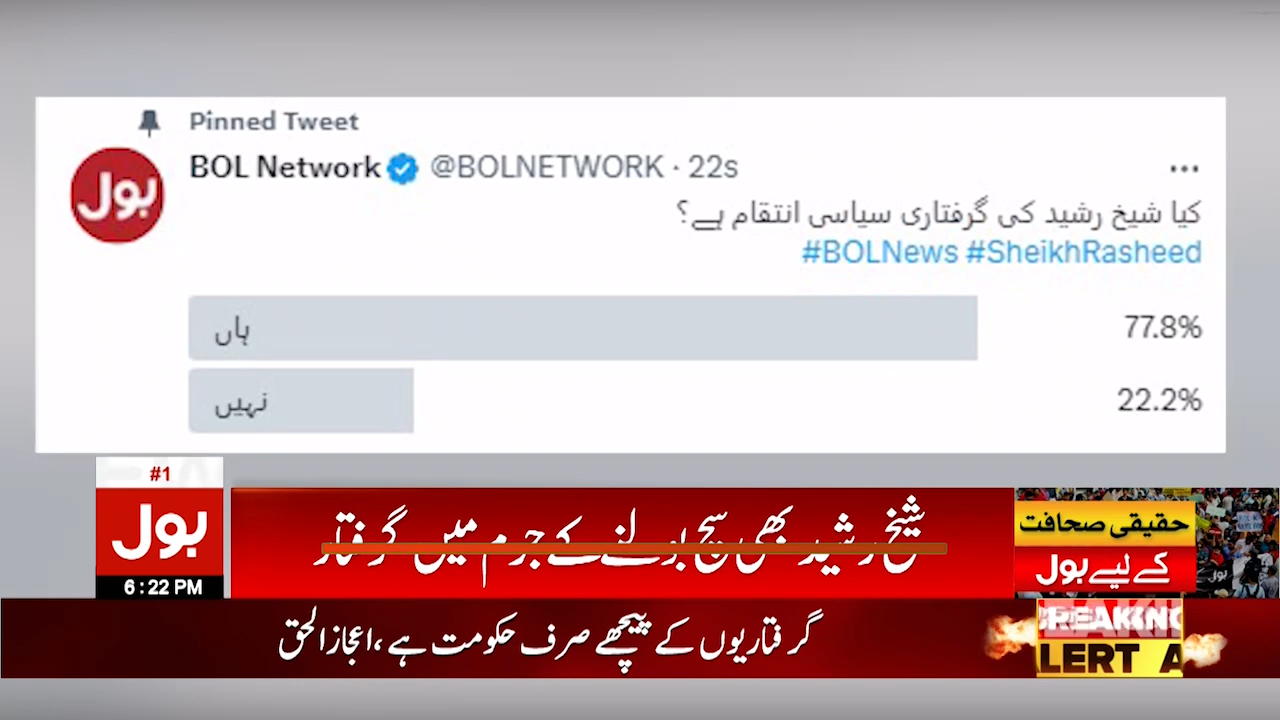 Pinned Tweet
BOL Network @BOLNETWORK · 22s
کیا شیخ رشید کی گرفتاری سیاسی انتقام ہے؟
#BOLNews #SheikhRasheed
ہاں 77.8%
نہیں 22.2%
#1
بول
6:22 PM
شیخ رشید بھی سچ بولنے کے جرم میں گرفتار
حقیقی صحافت
کے لیے بول
گرفتاریوں کے پیچھے صرف حکومت ہے، اعجاز الحق